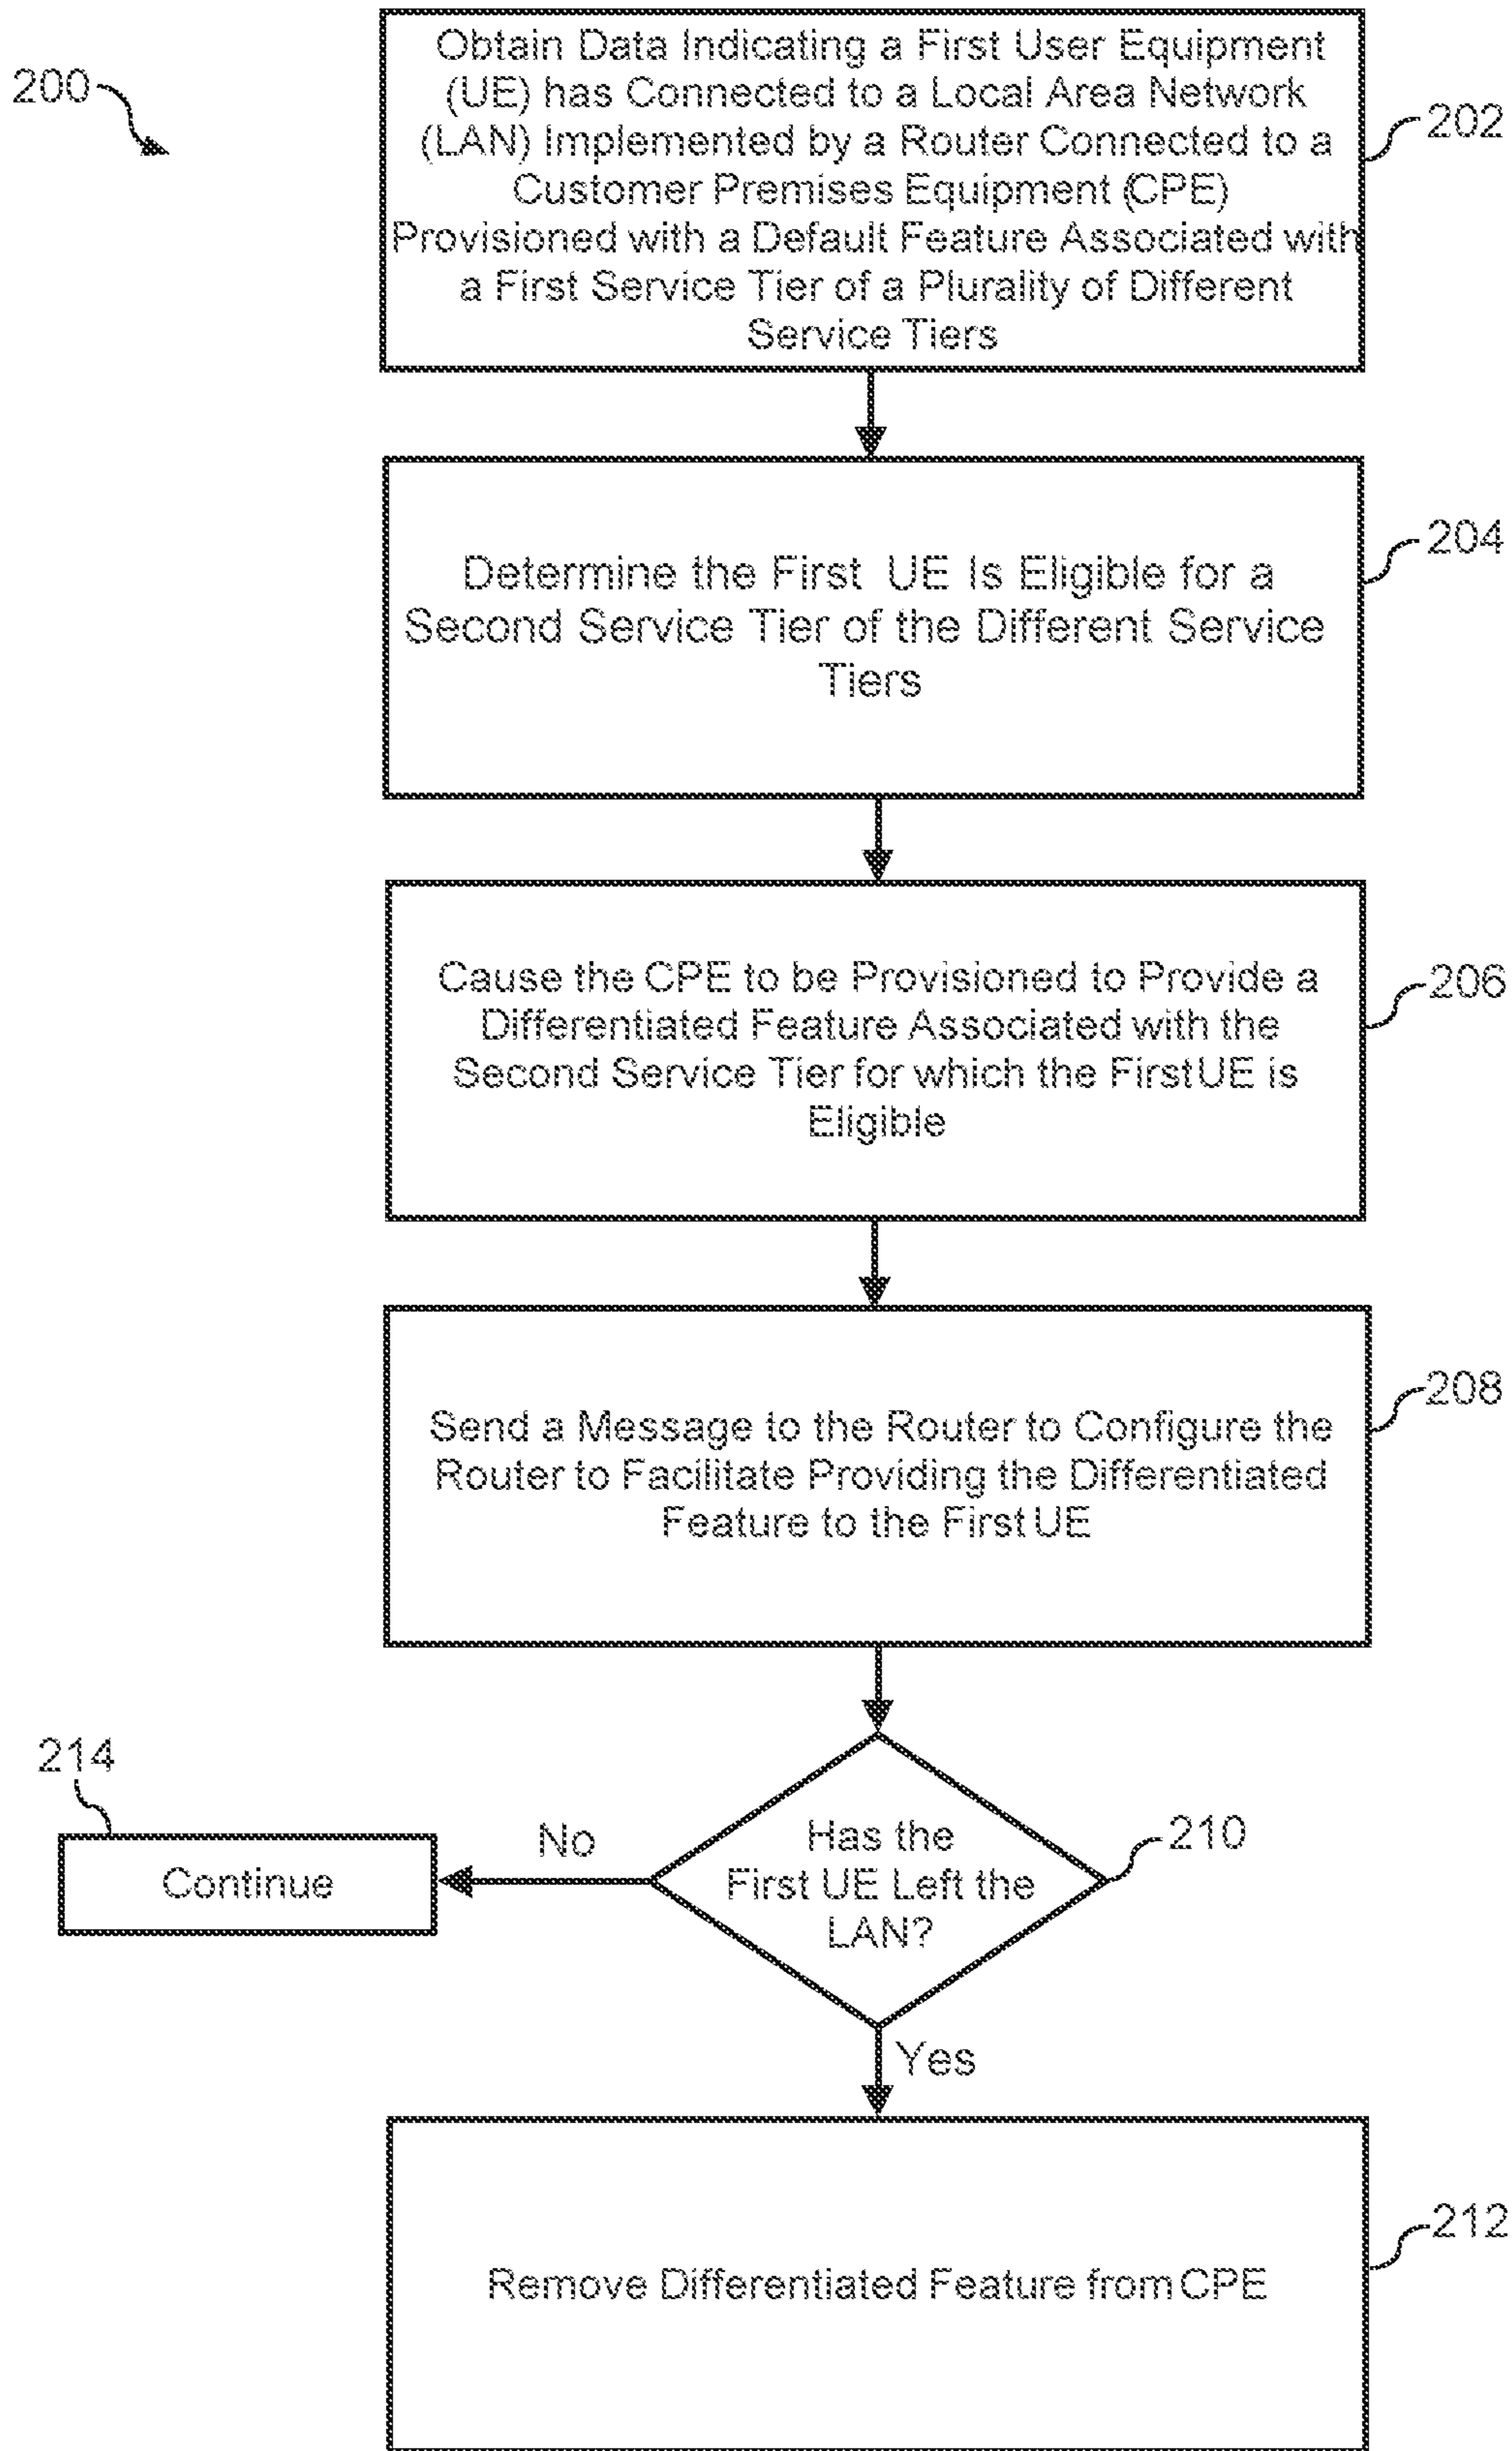 200
Obtain Data Indicating a First User Equipment
(UE) has Connected to a Local Area Network
(LAN) Implemented by a Router Connected to a
Customer Premises Equipment (CPE)
Provisioned with a Default Feature Associated with
a First Service Tier of a Plurality of Different
Service Tiers
202
Determine the First UE Is Eligible for a
Second Service Tier of the Different Service
Tiers
204
Cause the CPE to be Provisioned to Provide a
Differentiated Feature Associated with the
Second Service Tier for which the First UE is
Eligible
206
Send a Message to the Router to Configure the
Router to Facilitate Providing the Differentiated
Feature to the First UE
208
Has the
First UE Left the
LAN?
210
No
214
Continue
Yes
Remove Differentiated Feature from CPE
212